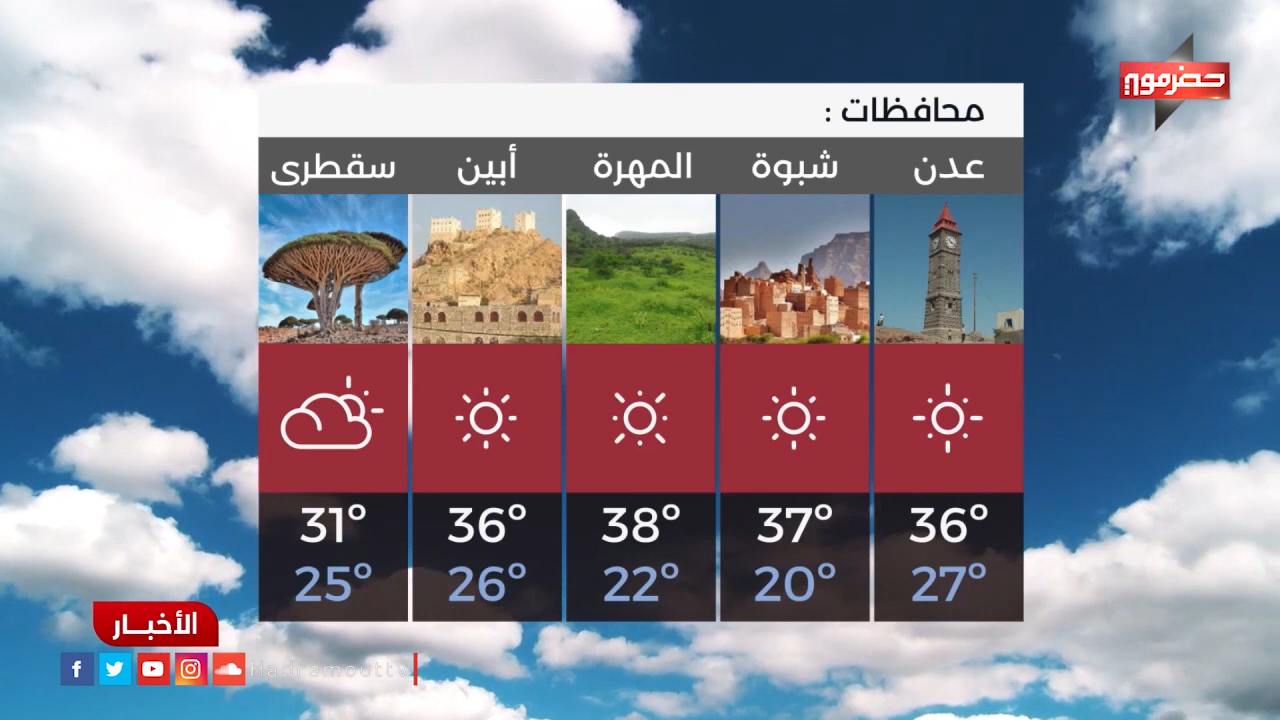 حضرموت
محافظات :
عدن شبوة المهرة أبين سقطرى
36° 37° 38° 36° 31°
27° 20° 22° 26° 25°
الأخبار
Hadramouttv